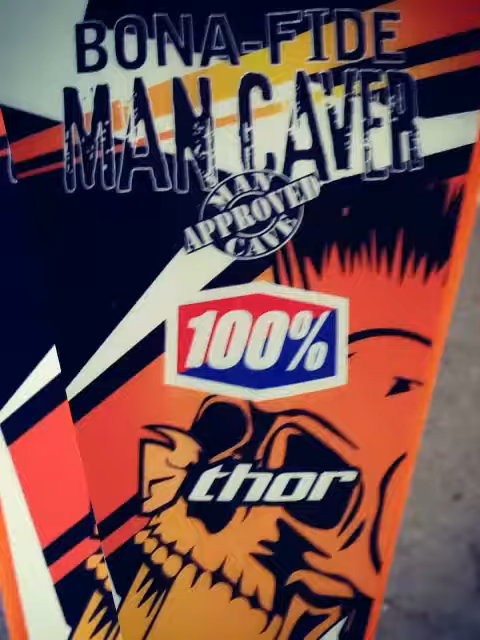 BONA-FIDE
MAN CAVER
MAN
APPROVED
CAVE
100%
thor